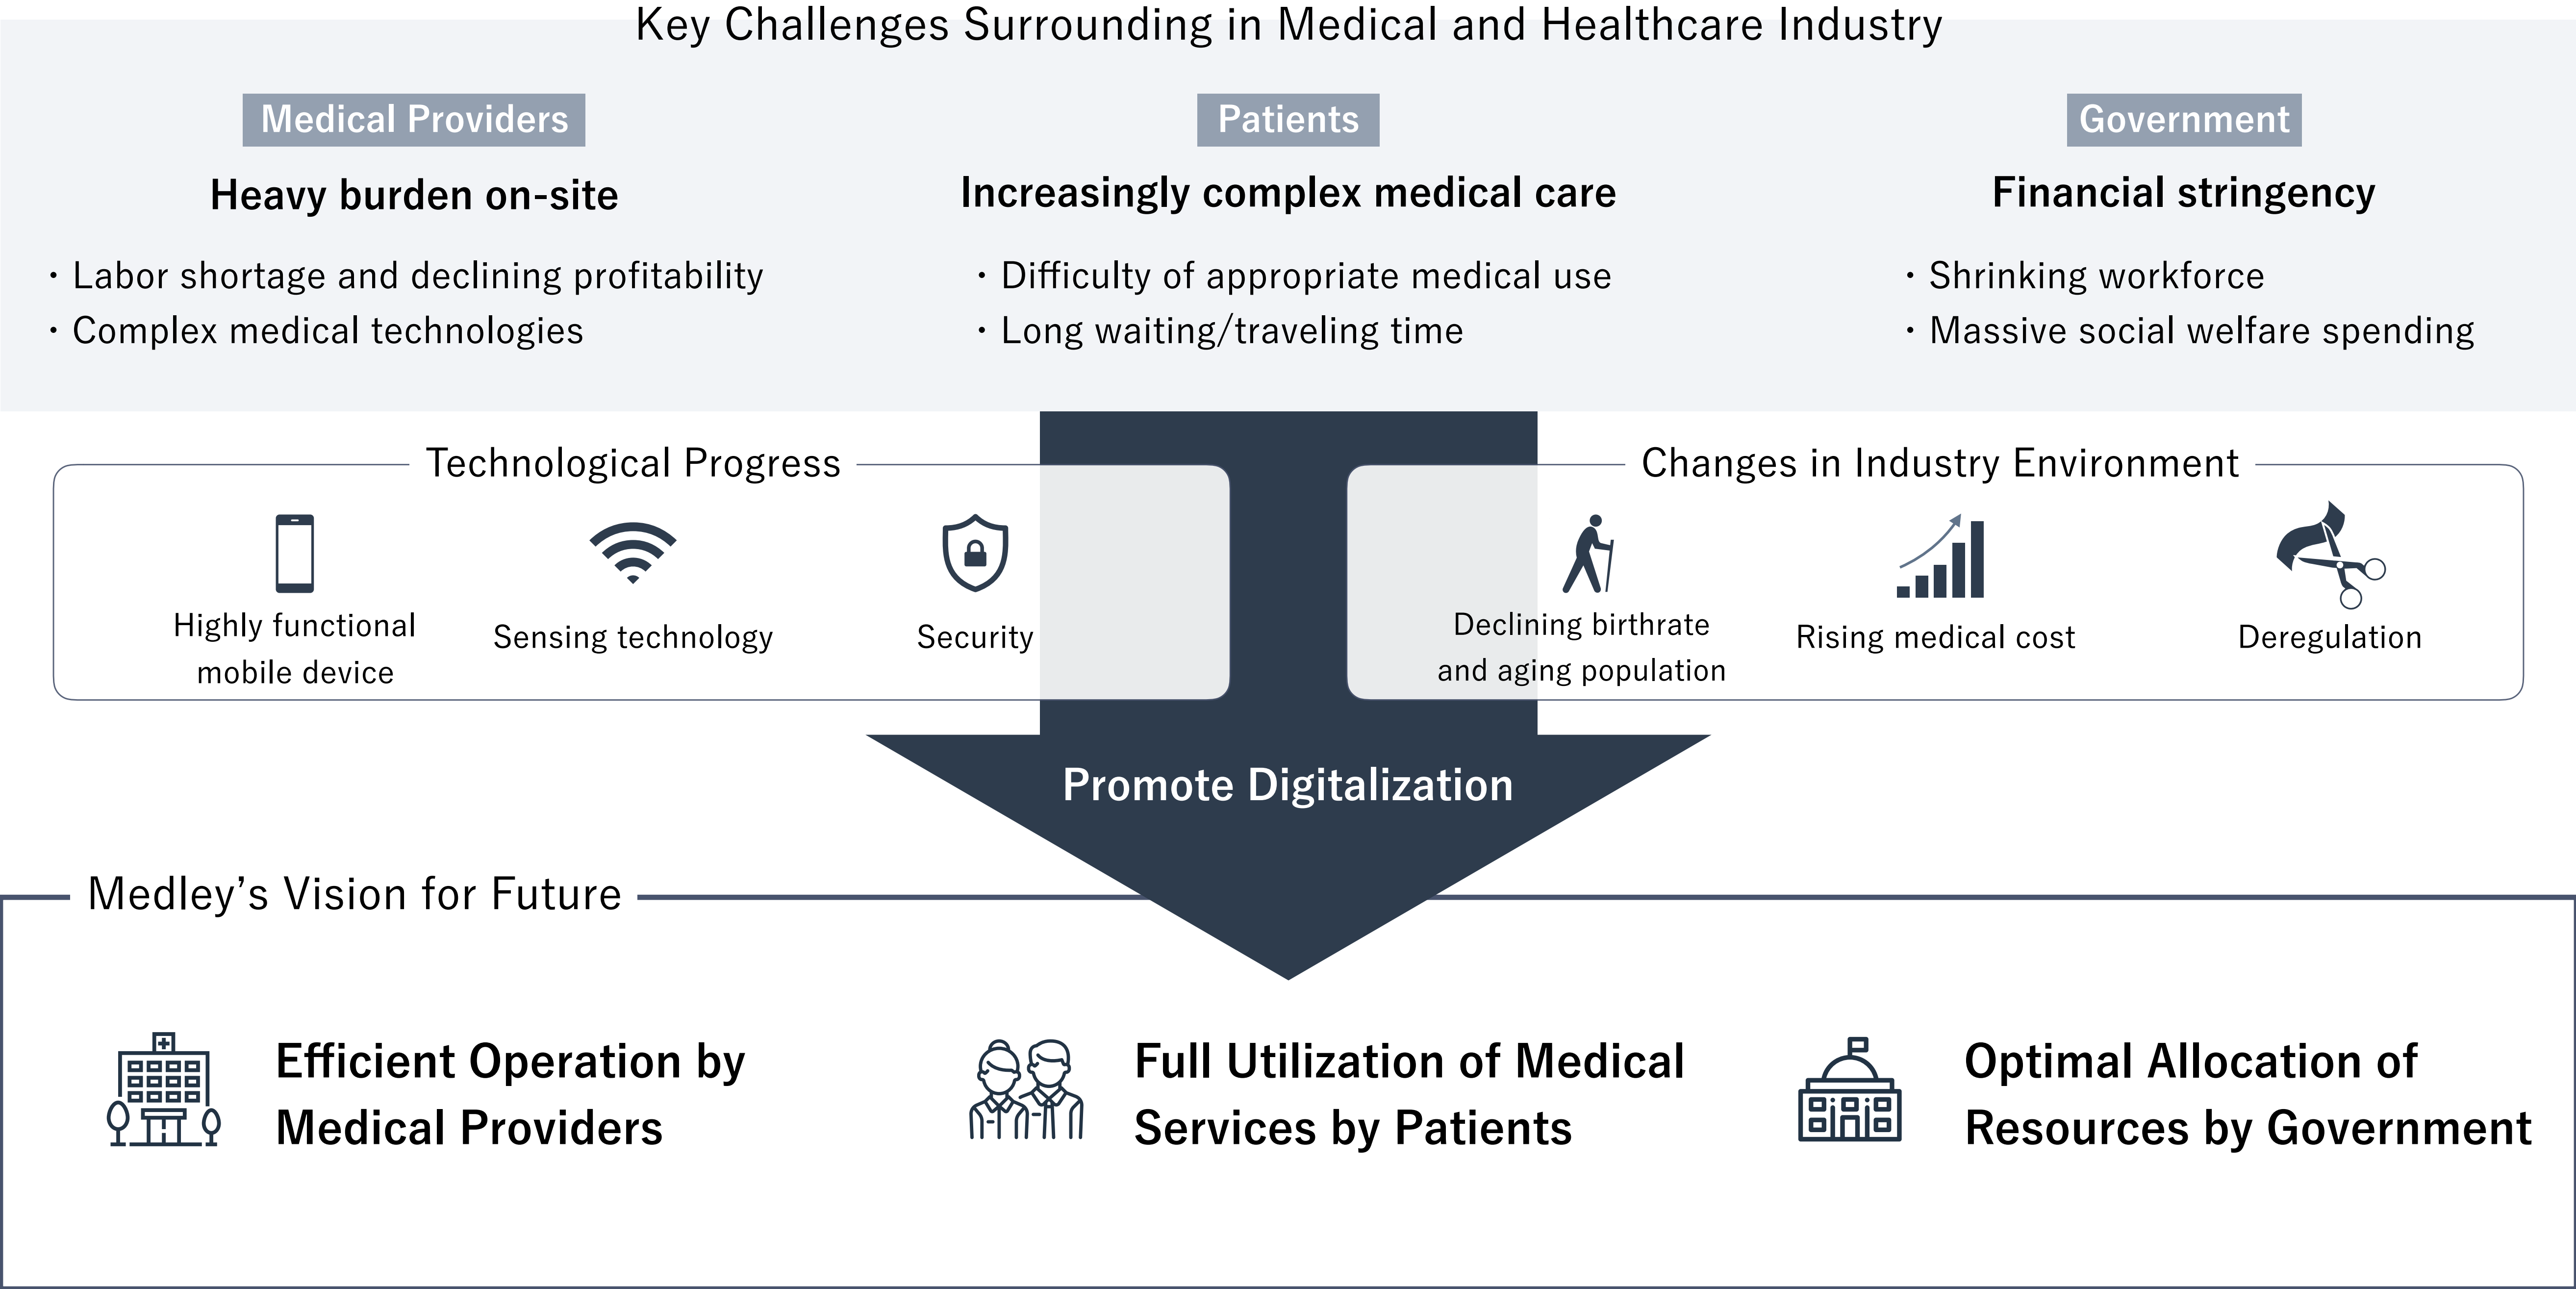 Key Challenges Surrounding in Medical and Healthcare Industry
Medical Providers
Heavy burden on-site
・Labor shortage and declining profitability
・Complex medical technologies
Patients
Increasingly complex medical care
・Difficulty of appropriate medical use
・Long waiting/traveling time
Government
Financial stringency
・Shrinking workforce
・Massive social welfare spending
Technological Progress
Highly functional
mobile device
Sensing technology
Security
Changes in Industry Environment
Declining birthrate
and aging population
Rising medical cost
Deregulation
Promote Digitalization
Medley’s Vision for Future
Efficient Operation by
Medical Providers
Full Utilization of Medical
Services by Patients
Optimal Allocation of
Resources by Government